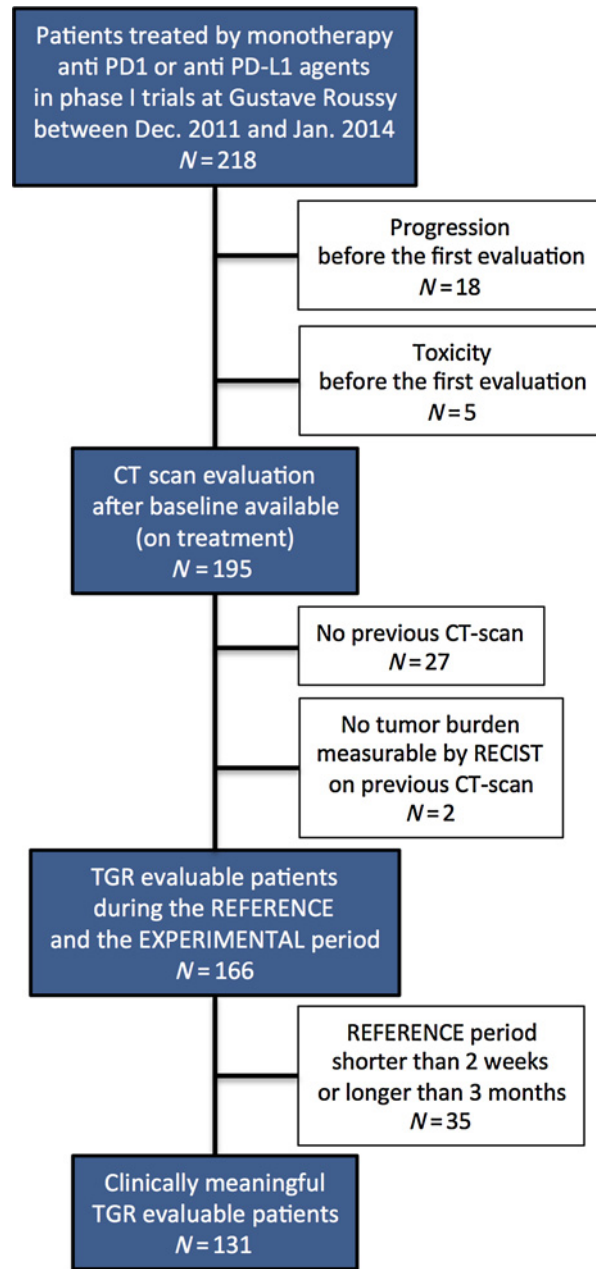 Patients treated by monotherapy
anti PD1 or anti PD-L1 agents
in phase I trials at Gustave Roussy
between Dec. 2011 and Jan. 2014
N = 218
Progression
before the first evaluation
N = 18
Toxicity
before the first evaluation
N = 5
CT scan evaluation
after baseline available
(on treatment)
N = 195
No previous CT-scan
N = 27
No tumor burden
measurable by RECIST
on previous CT-scan
N = 2
TGR evaluable patients
during the REFERENCE
and the EXPERIMENTAL period
N = 166
REFERENCE period
shorter than 2 weeks
or longer than 3 months
N = 35
Clinically meaningful
TGR evaluable patients
N = 131